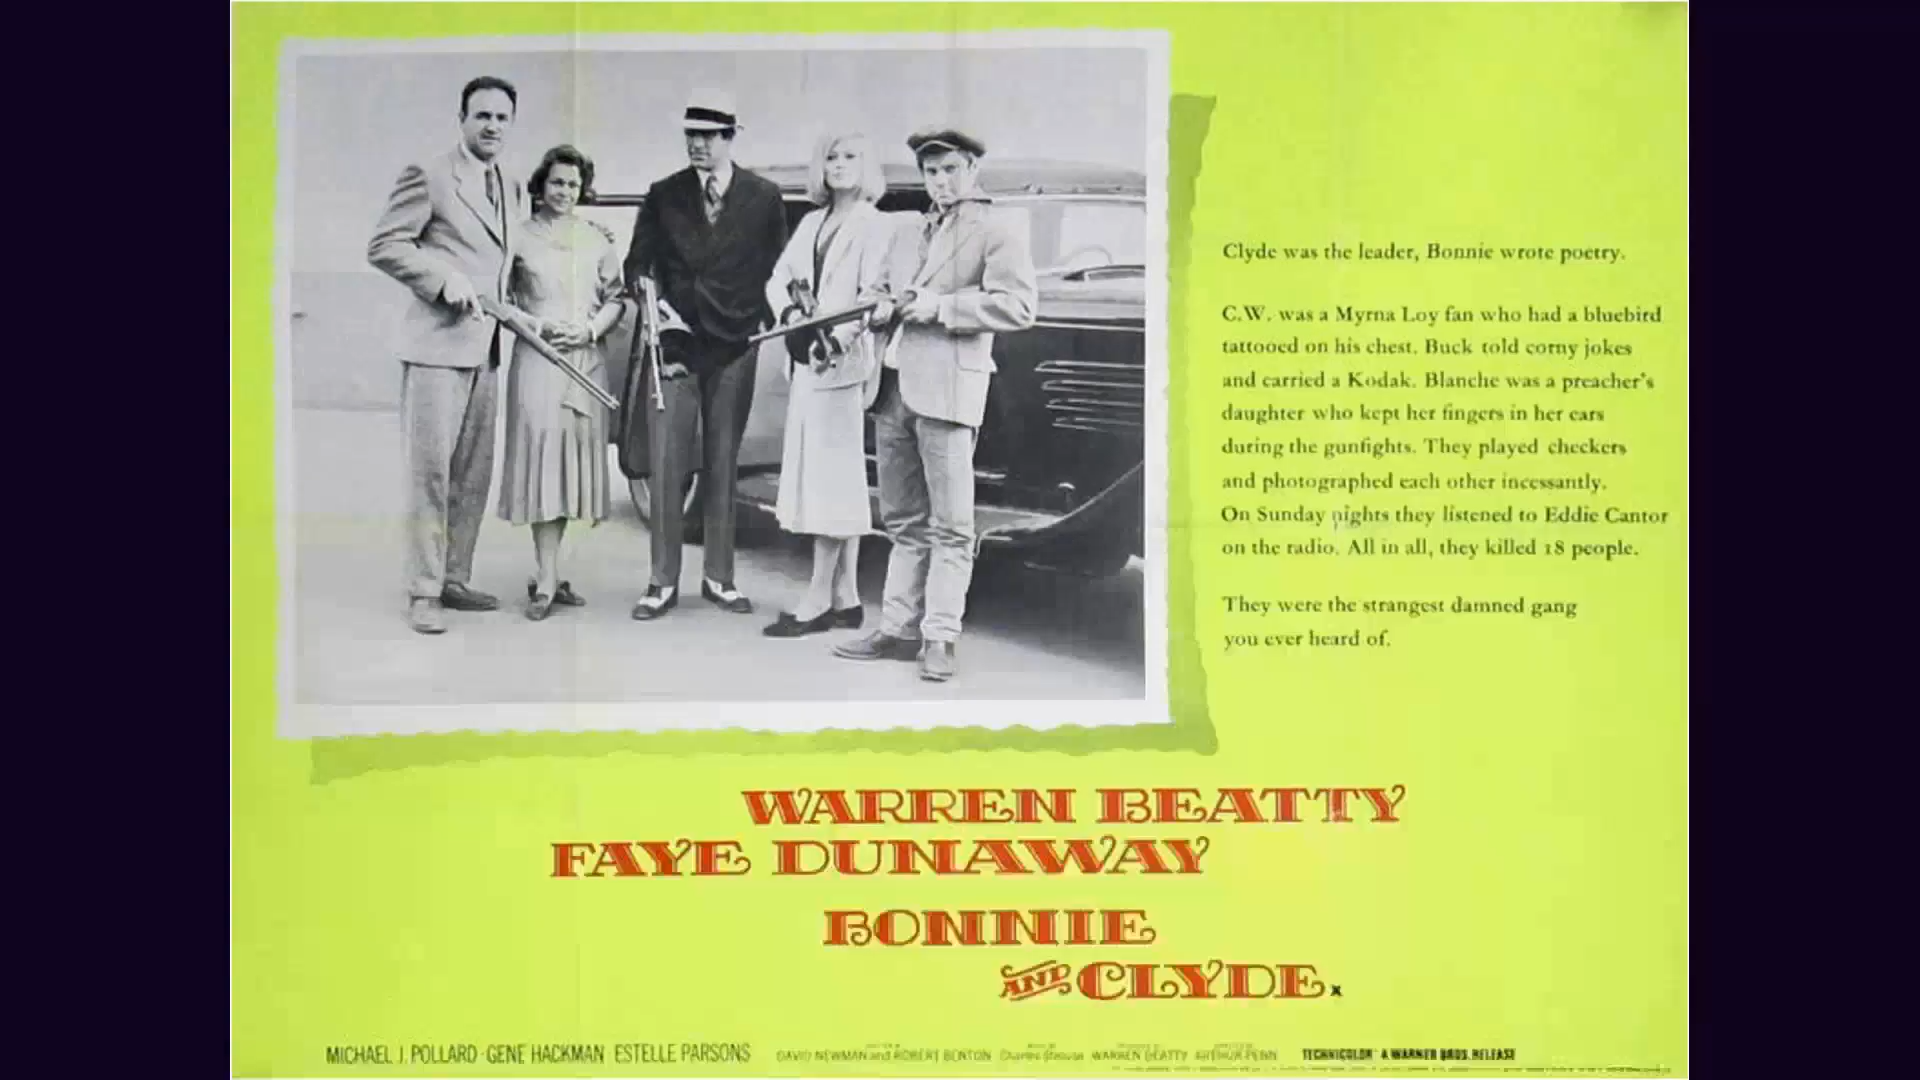 Clyde was the leader, Bonnie wrote poetry.
C.W. was a Myrna Loy fan who had a bluebird
tattooed on his chest. Buck told corny jokes
and carried a Kodak. Blanche was a preacher's
daughter who kept her fingers in her ears
during the gunfights. They played checkers
and photographed each other incessantly.
On Sunday nights they listened to Eddie Cantor
on the radio. All in all, they killed 18 people.
They were the strangest damned gang
you ever heard of.
WARREN BEATTY
FAYE DUNAWAY
BONNIE
AND CLYDE. x
MICHAEL J. POLLARD · GENE HACKMAN · ESTELLE PARSONS DAVID NEWMAN and ROBERT BENTON Charles Strouse WARREN BEATTY ARTHUR PENN TECHNICOLOR® A WARNER BROS. RELEASE